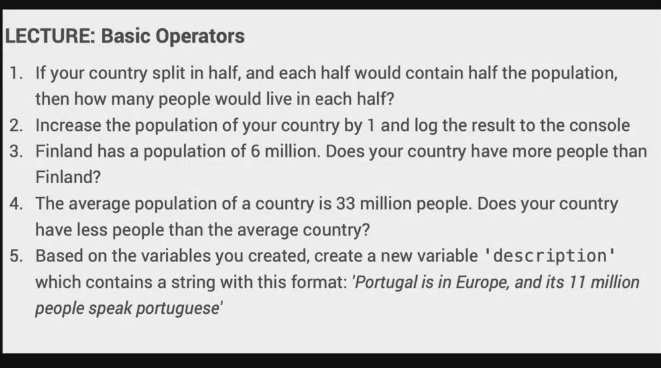 LECTURE: Basic Operators
1. If your country split in half, and each half would contain half the population,
then how many people would live in each half?
2. Increase the population of your country by 1 and log the result to the console
3. Finland has a population of 6 million. Does your country have more people than
Finland?
4. The average population of a country is 33 million people. Does your country
have less people than the average country?
5. Based on the variables you created, create a new variable 'description'
which contains a string with this format: 'Portugal is in Europe, and its 11 million
people speak portuguese'